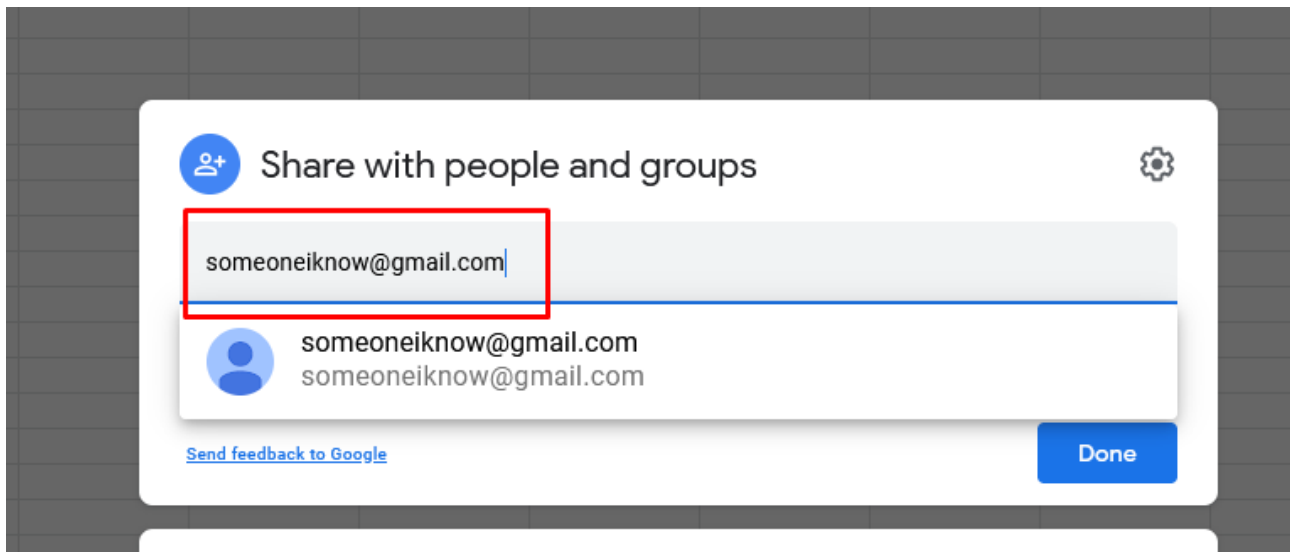 Share with people and groups
someoneiknow@gmail.com
someoneiknow@gmail.com
someoneiknow@gmail.com
Send feedback to Google
Done